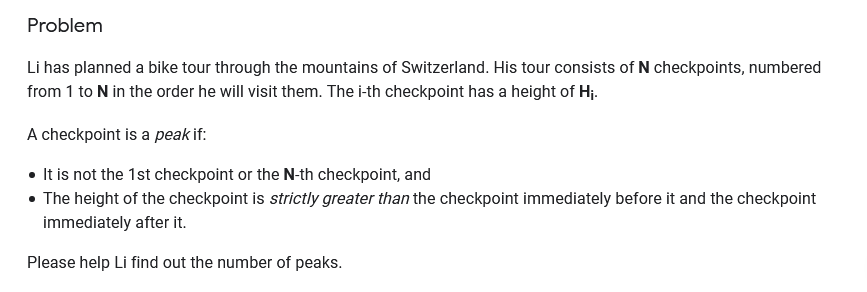 Problem
Li has planned a bike tour through the mountains of Switzerland. His tour consists of N checkpoints, numbered
from 1 to N in the order he will visit them. The i-th checkpoint has a height of Hi.
A checkpoint is a peak if:
• It is not the 1st checkpoint or the N-th checkpoint, and
• The height of the checkpoint is strictly greater than the checkpoint immediately before it and the checkpoint
immediately after it.
Please help Li find out the number of peaks.